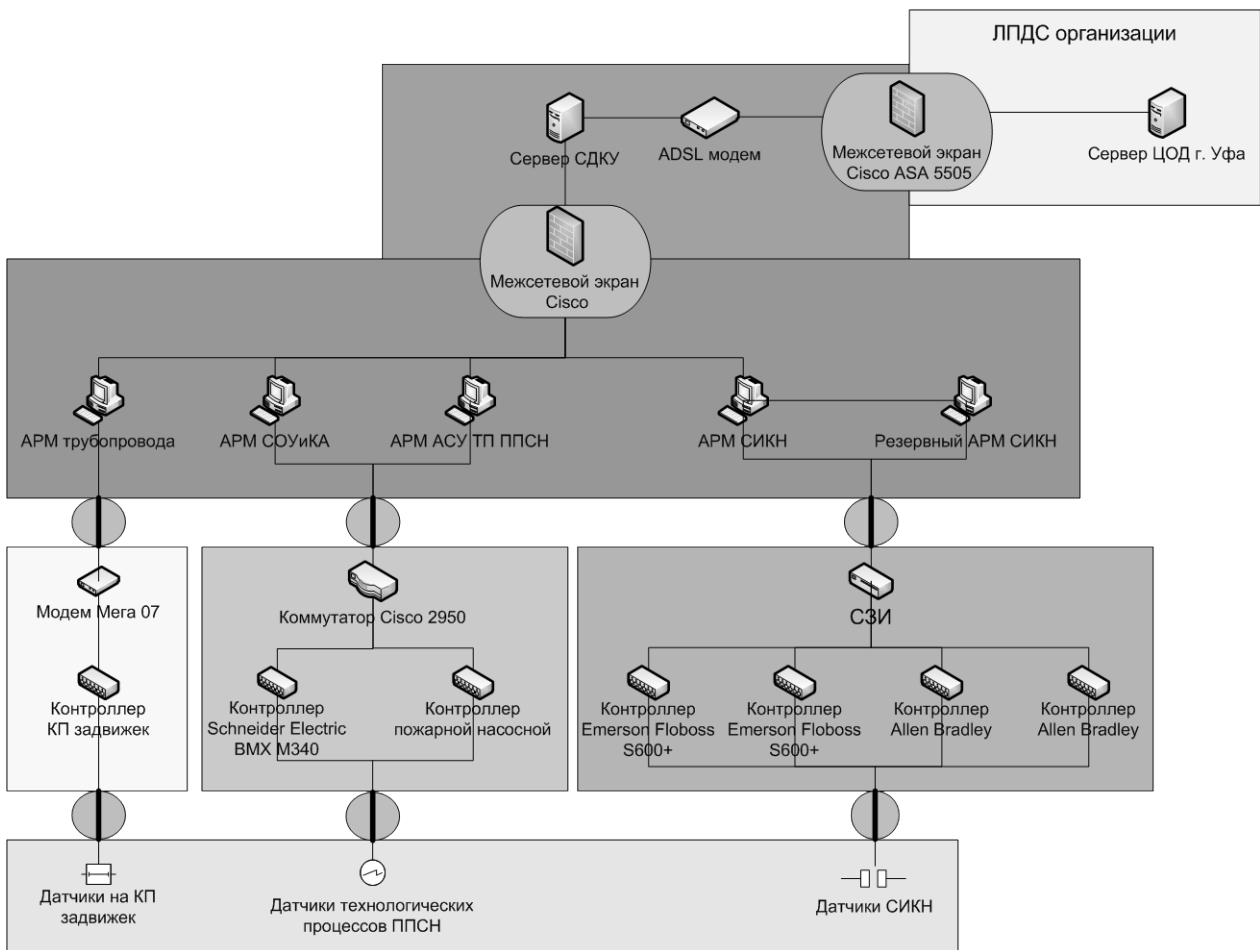 ЛПДС организации
Сервер СДКУ
ADSL модем
Межсетевой экран
Cisco ASA 5505
Сервер ЦОД г. Уфа
Межсетевой экран
Cisco
АРМ трубопровода
АРМ СОУиКА
АРМ АСУ ТП ППСН
АРМ СИКН
Резервный АРМ СИКН
Модем Мега 07
Коммутатор Cisco 2950
СЗИ
Контроллер
КП задвижек
Контроллер
Schneider Electric
BMX M340
Контроллер
пожарной насосной
Контроллер
Emerson Floboss
S600+
Контроллер
Emerson Floboss
S600+
Контроллер
Allen Bradley
Контроллер
Allen Bradley
Датчики на КП
задвижек
Датчики технологических
процессов ППСН
Датчики СИКН